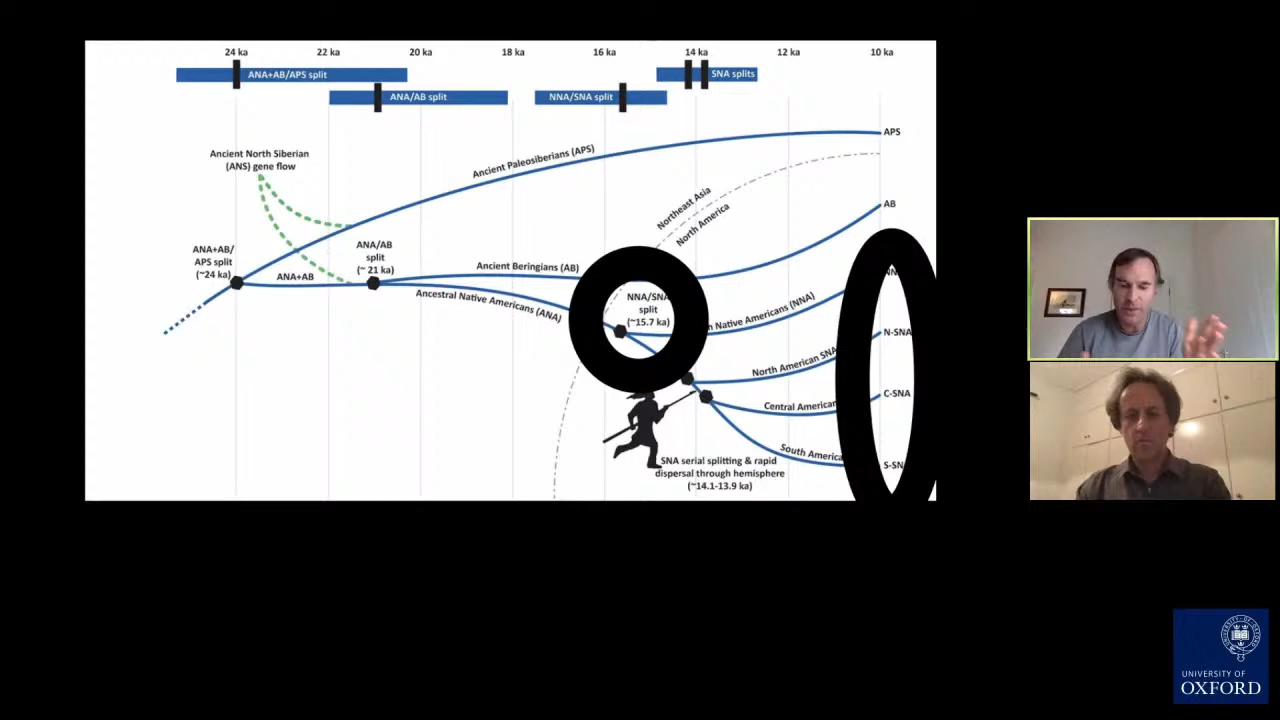 24 ka 22 ka 20 ka 18 ka 16 ka 14 ka 12 ka 10 ka
ANA+AB/APS split
SNA splits
ANA/AB split
NNA/SNA split
APS
Ancient North Siberian
(ANS) gene flow
Ancient Paleosiberians (APS)
Northeast Asia
North America
AB
ANA+AB/
APS split
(~24 ka)
ANA/AB
split
(~ 21 ka)
ANA+AB
Ancient Beringians (AB)
Ancestral Native Americans (ANA)
NNA/SNA
split
(~15.7 ka)
Native Americans (NNA)
N-SNA
North American SNA
C-SNA
Central American
South America
S-SN
SNA serial splitting & rapid
dispersal through hemisphere
(~14.1-13.9 ka)
UNIVERSITY OF
OXFORD